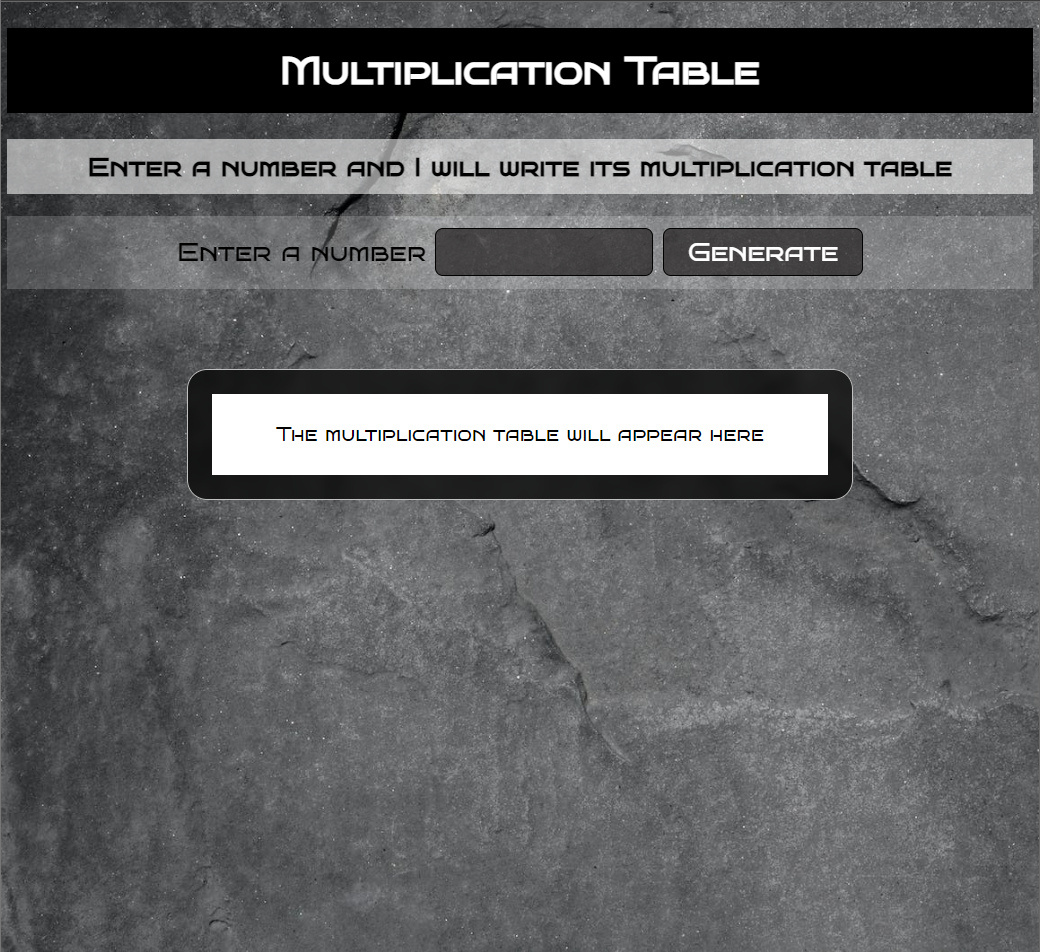 Multiplication Table
Enter a number and I will write its multiplication table
Enter a number
Generate
The multiplication table will appear here